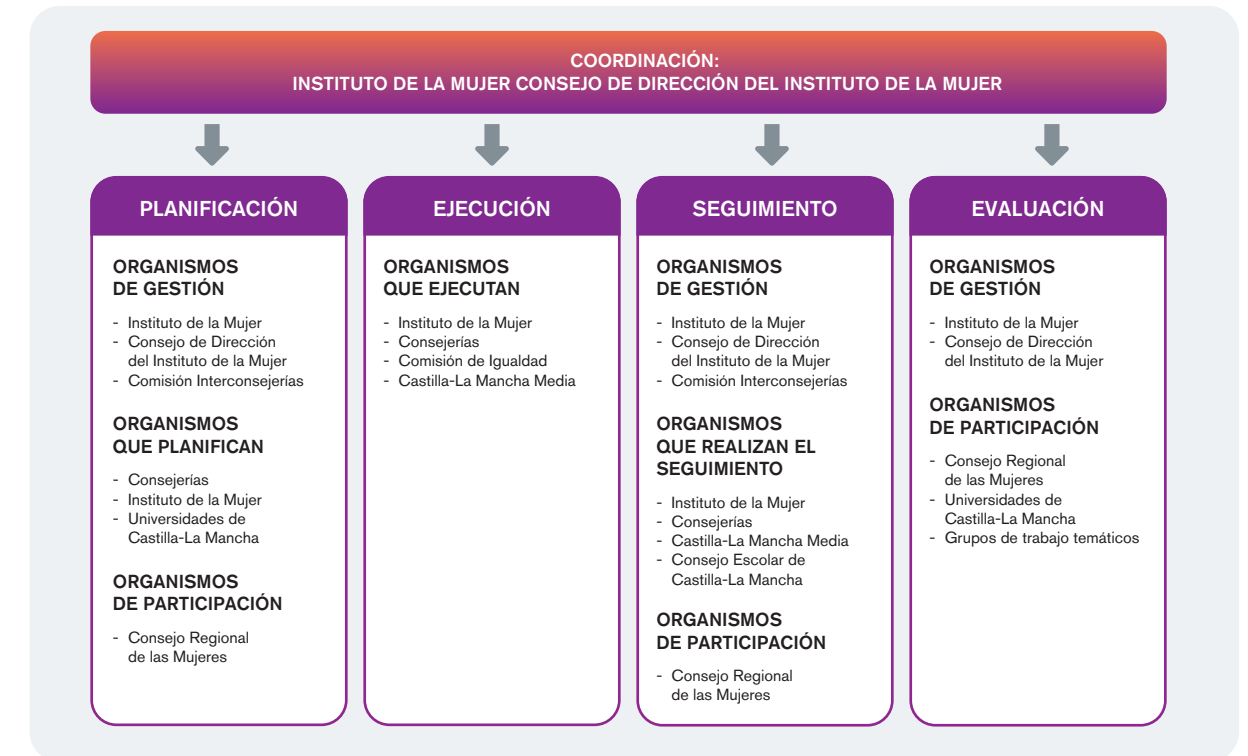 COORDINACIÓN:
INSTITUTO DE LA MUJER CONSEJO DE DIRECCIÓN DEL INSTITUTO DE LA MUJER
PLANIFICACIÓN
ORGANISMOS
DE GESTIÓN
- Instituto de la Mujer
- Consejo de Dirección
del Instituto de la Mujer
- Comisión Interconsejerías
ORGANISMOS
QUE PLANIFICAN
- Consejerías
- Instituto de la Mujer
- Universidades de
Castilla-La Mancha
ORGANISMOS
DE PARTICIPACIÓN
- Consejo Regional
de las Mujeres
EJECUCIÓN
ORGANISMOS
QUE EJECUTAN
- Instituto de la Mujer
- Consejerías
- Comisión de Igualdad
- Castilla-La Mancha Media
SEGUIMIENTO
ORGANISMOS
DE GESTIÓN
- Instituto de la Mujer
- Consejo de Dirección
del Instituto de la Mujer
- Comisión Interconsejerías
ORGANISMOS
QUE REALIZAN EL
SEGUIMIENTO
- Instituto de la Mujer
- Consejerías
- Castilla-La Mancha Media
- Consejo Escolar de
Castilla-La Mancha
ORGANISMOS
DE PARTICIPACIÓN
- Consejo Regional
de las Mujeres
EVALUACIÓN
ORGANISMOS
DE GESTIÓN
- Instituto de la Mujer
- Consejo de Dirección
del Instituto de la Mujer
ORGANISMOS
DE PARTICIPACIÓN
- Consejo Regional
de las Mujeres
- Universidades de
Castilla-La Mancha
- Grupos de trabajo temáticos